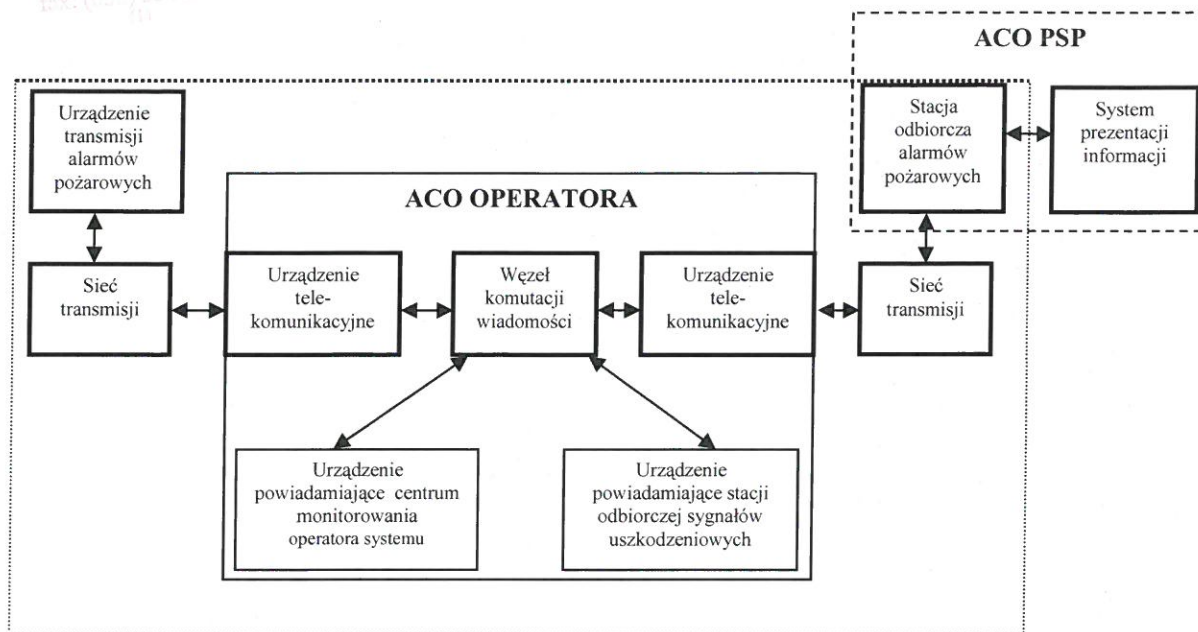 ACO PSP
Urządzenie
transmisji
alarmów
pożarowych
Stacja
odbiorcza
alarmów
pożarowych
System
prezentacji
informacji
ACO OPERATORA
Sieć
transmisji
Urządzenie
tele-
komunikacyjne
Węzeł
komutacji
wiadomości
Urządzenie
tele-
komunikacyjne
Sieć
transmisji
Urządzenie
powiadamiające centrum
monitorowania
operatora systemu
Urządzenie
powiadamiające stacji
odbiorczej sygnałów
uszkodzeniowych